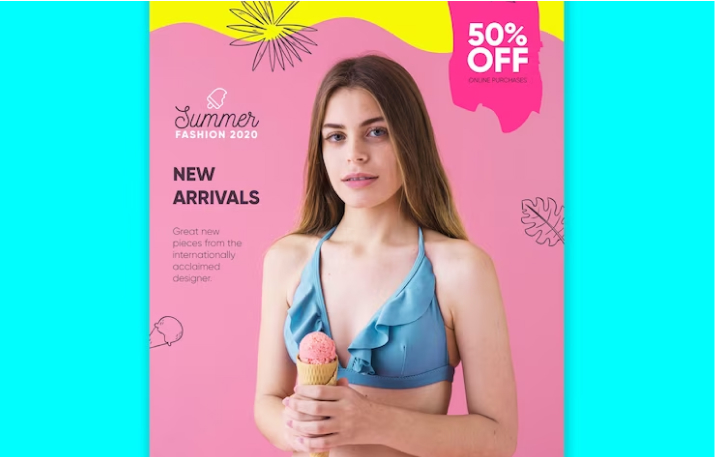 50%
OFF
ONLINE PURCHASES
Summer
FASHION 2020
NEW
ARRIVALS
Great new
pieces from the
internationally
acclaimed
designer.